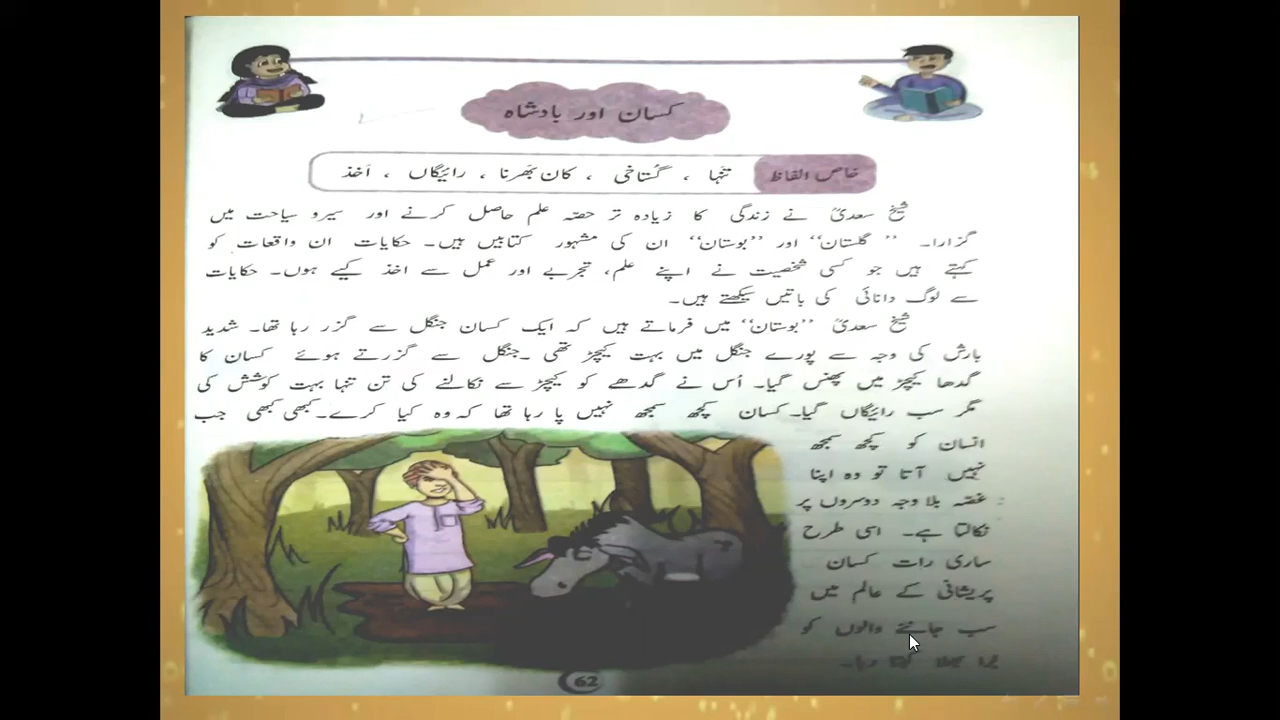 کسان اور بادشاہ
خاص الفاظ
تنہا ، گستاخی ، کان بھرنا ، رائیگاں ، اَخذ
شیخ سعدیؒ نے زندگی کا زیادہ تر حصّہ علم حاصل کرنے اور سیر و سیاحت میں
گزارا۔ ’’گلستان‘‘ اور ’’بوستان‘‘ ان کی مشہور کتابیں ہیں۔ حکایات ان واقعات کو
کہتے ہیں جو کسی شخصیت نے اپنے علم، تجربے اور عمل سے اخذ کیے ہوں۔ حکایات
سے لوگ دانائی کی باتیں سیکھتے ہیں۔
شیخ سعدیؒ ’’بوستان‘‘ میں فرماتے ہیں کہ ایک کسان جنگل سے گزر رہا تھا۔ شدید
بارش کی وجہ سے پورے جنگل میں بہت کیچڑ تھی ۔جنگل سے گزرتے ہوئے کسان کا
گدھا کیچڑ میں پھنس گیا۔ اُس نے گدھے کو کیچڑ سے نکالنے کی تن تنہا بہت کوشش کی
مگر سب رائیگاں گیا۔ کسان کچھ سمجھ نہیں پا رہا تھا کہ وہ کیا کرے۔ کبھی کبھی جب
انسان کو کچھ سمجھ
نہیں آتا تو وہ اپنا
غصّہ بلا وجہ دوسروں پر
نکالتا ہے۔ اسی طرح
ساری رات کسان
پریشانی کے عالم میں
سب جاننے والوں کو
برا بھلا کہتا رہا۔
62